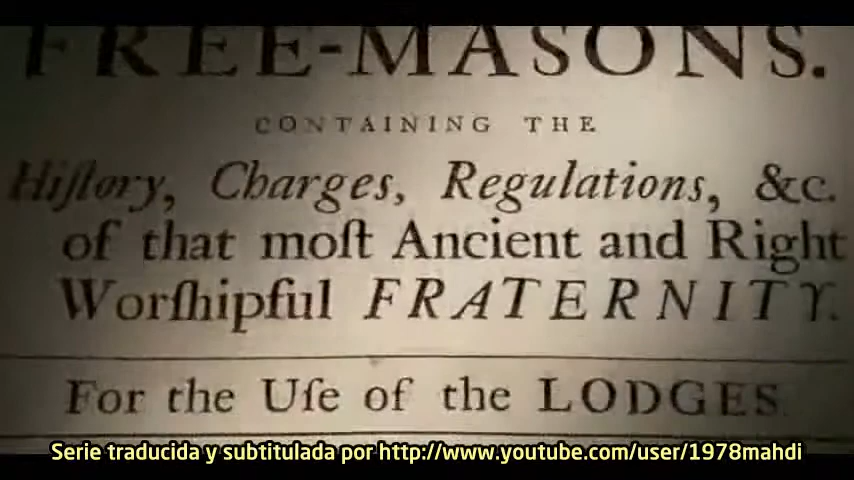 FREE-MASONS.
CONTAINING THE
Hiſtory, Charges, Regulations, &c.
of that moſt Ancient and Right
Worſhipful FRATERNITY.
For the Uſe of the LODGES
Serie traducida y subtitulada por http://www.youtube.com/user/1978mahdi